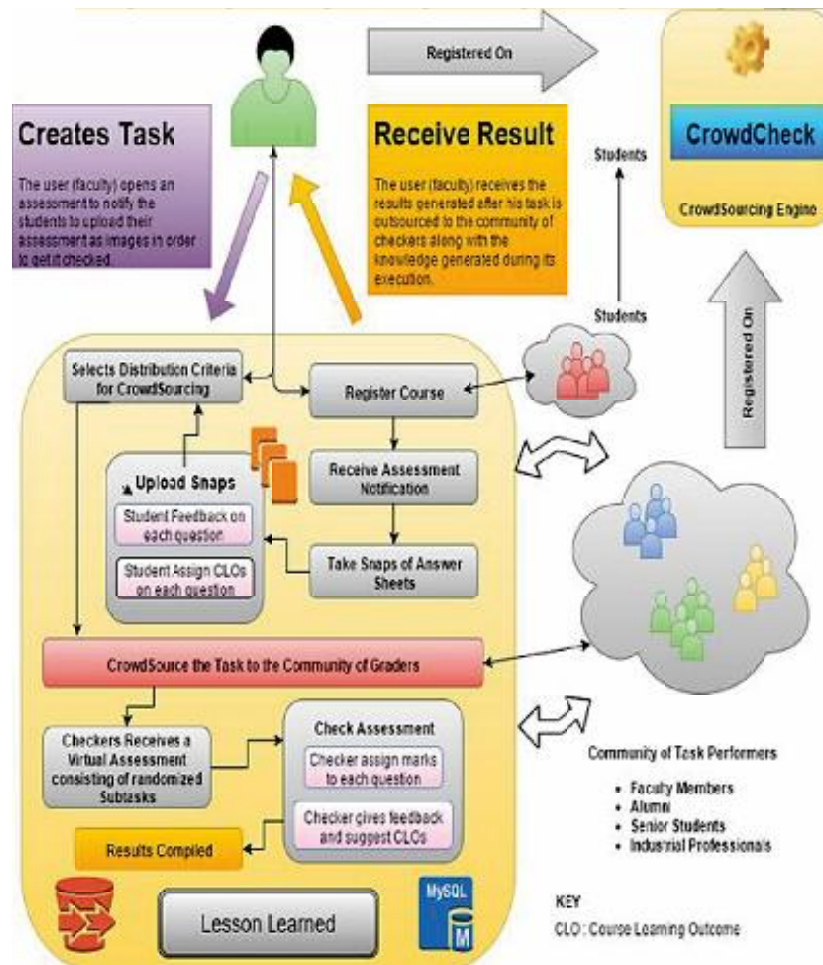 Registered On
Creates Task
The user (faculty) opens an
assessment to notify the
students to upload their
assessment as images in order
to get it checked.
Receive Result
The user (faculty) receives the
results generated after his task is
outsourced to the community of
checkers along with the
knowledge generated during its
execution.
Students
CrowdCheck
CrowdSourcing Engine
Students
Registered On
Selects Distribution Criteria
for CrowdSourcing
Register Course
Upload Snaps
Student Feedback on
each question
Student Assign CLOs
on each question
Receive Assessment
Notification
Take Snaps of Answer
Sheets
CrowdSource the Task to the Community of Graders
Checkers Receives a
Virtual Assessment
consisting of randomized
Subtasks
Check Assessment
Checker assign marks
to each question
Checker gives feedback
and suggest CLOs
Results Compiled
Community of Task Performers
• Faculty Members
• Alumni
• Senior Students
• Industrial Professionals
Lesson Learned
MySQL
M
KEY
CLO : Course Learning Outcome